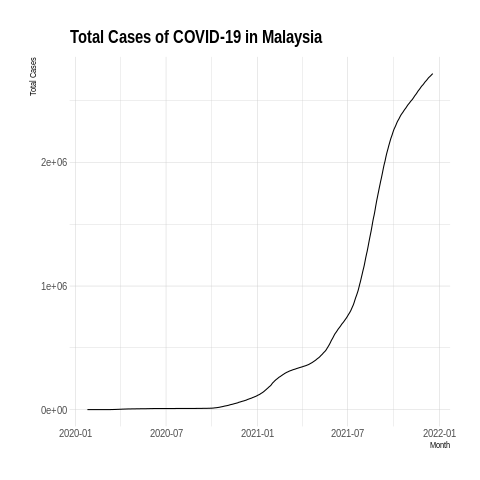 Total Cases of COVID-19 in Malaysia
Total Cases
2e+06
1e+06
0e+00
2020-01 2020-07 2021-01 2021-07 2022-01
Month